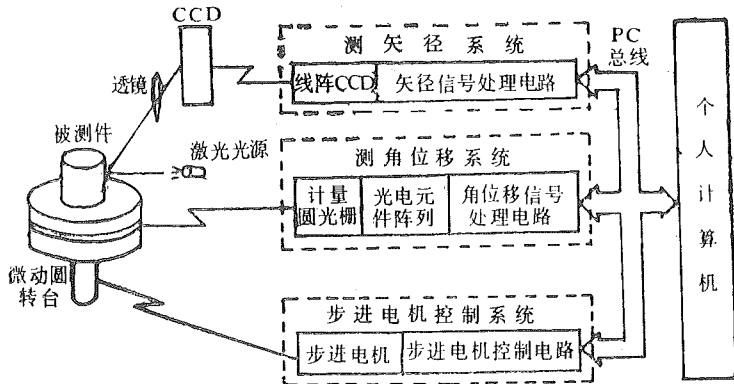 CCD
透镜
被测件
激光光源
微动圆
转台
测矢径系统
线阵CCD
矢径信号处理电路
测角位移系统
计量
圆光栅
光电元
件阵列
角位移信号
处理电路
步进电机控制系统
步进电机
步进电机控制电路
PC
总线
个人计算机